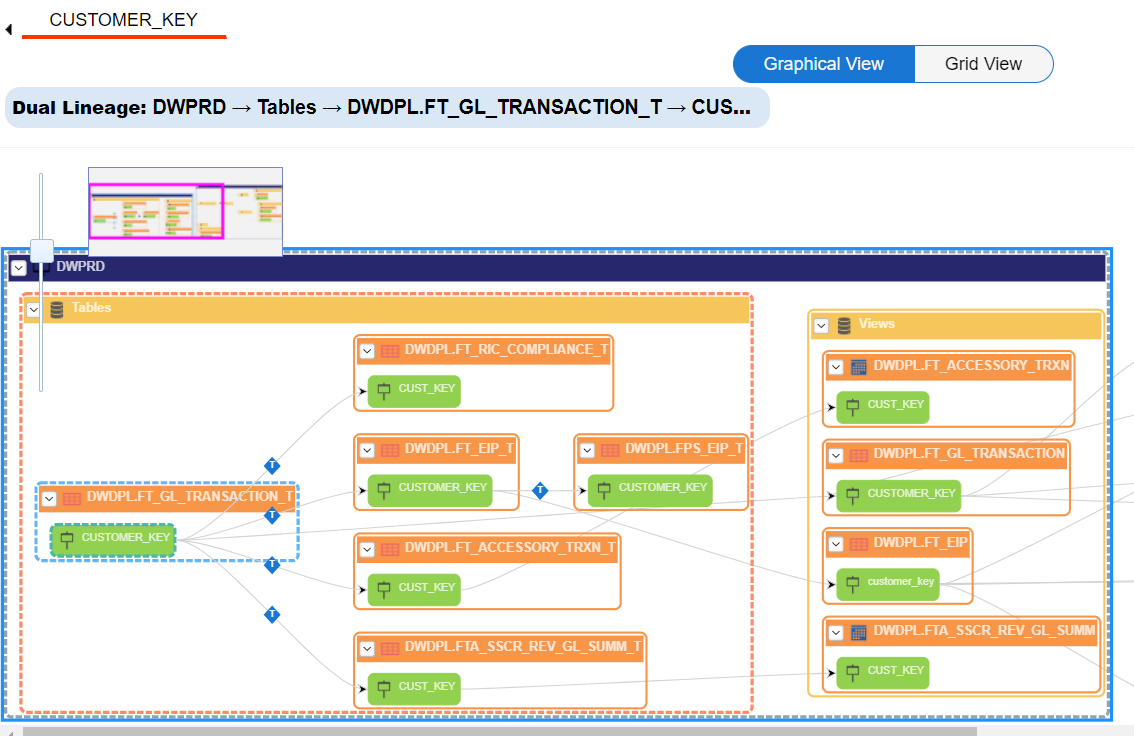 CUSTOMER_KEY
Graphical View
Grid View
Dual Lineage: DWPRD → Tables → DWDPL.FT_GL_TRANSACTION_T → CUS...
DWPRD
Tables
DWDPL.FT_GL_TRANSACTION_T
CUSTOMER_KEY
T
T
T
T
DWDPL.FT_RIC_COMPLIANCE_T
CUST_KEY
DWDPL.FT_EIP_T
CUSTOMER_KEY
T
DWDPL.FPS_EIP_T
CUSTOMER_KEY
DWDPL.FT_ACCESSORY_TRXN_T
CUST_KEY
DWDPL.FTA_SSCR_REV_GL_SUMM_T
CUST_KEY
Views
DWDPL.FT_ACCESSORY_TRXN
CUST_KEY
DWDPL.FT_GL_TRANSACTION
CUSTOMER_KEY
DWDPL.FT_EIP
customer_key
DWDPL.FTA_SSCR_REV_GL_SUMM
CUST_KEY